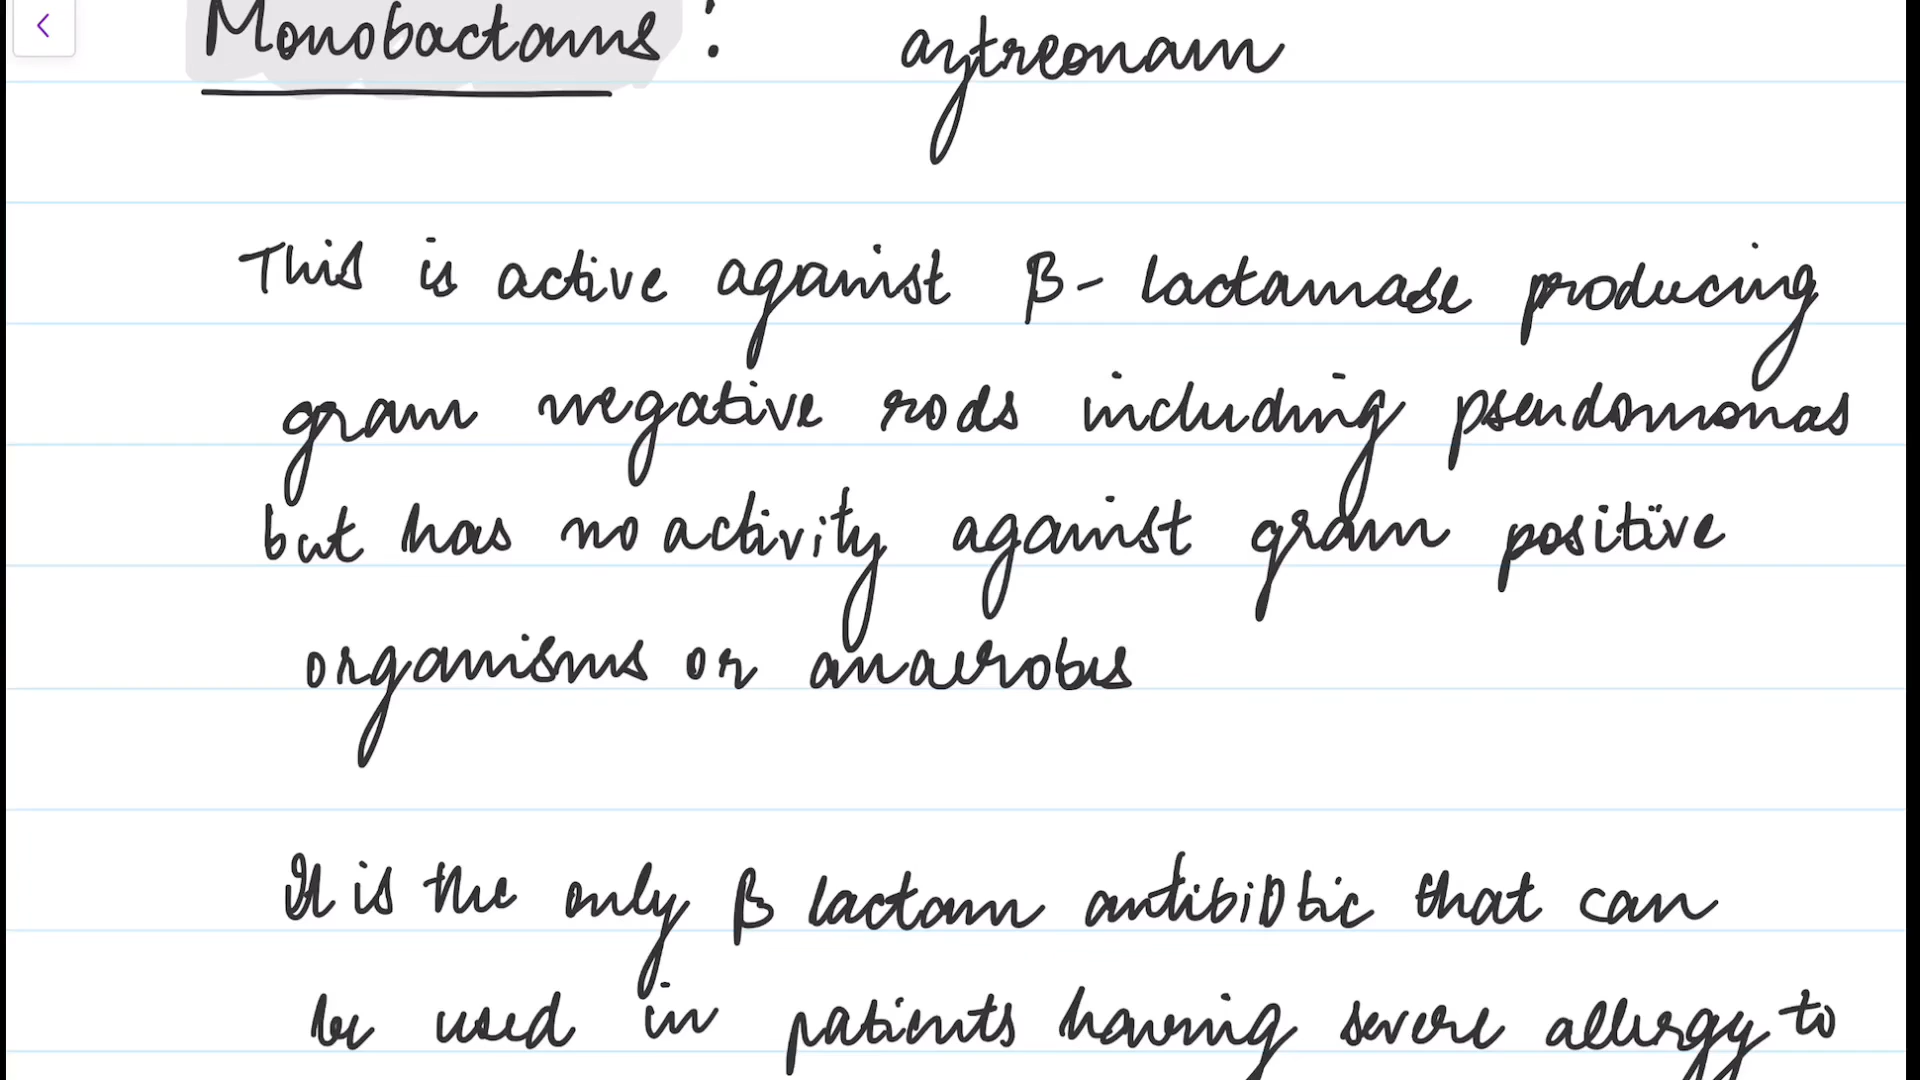 Monobactams : aztreonam
This is active against β- lactamase producing
gram negative rods including pseudomonas
but has no activity against gram positive
organisms or anaerobes
It is the only β lactam antibiotic that can
be used in patients having severe allergy to